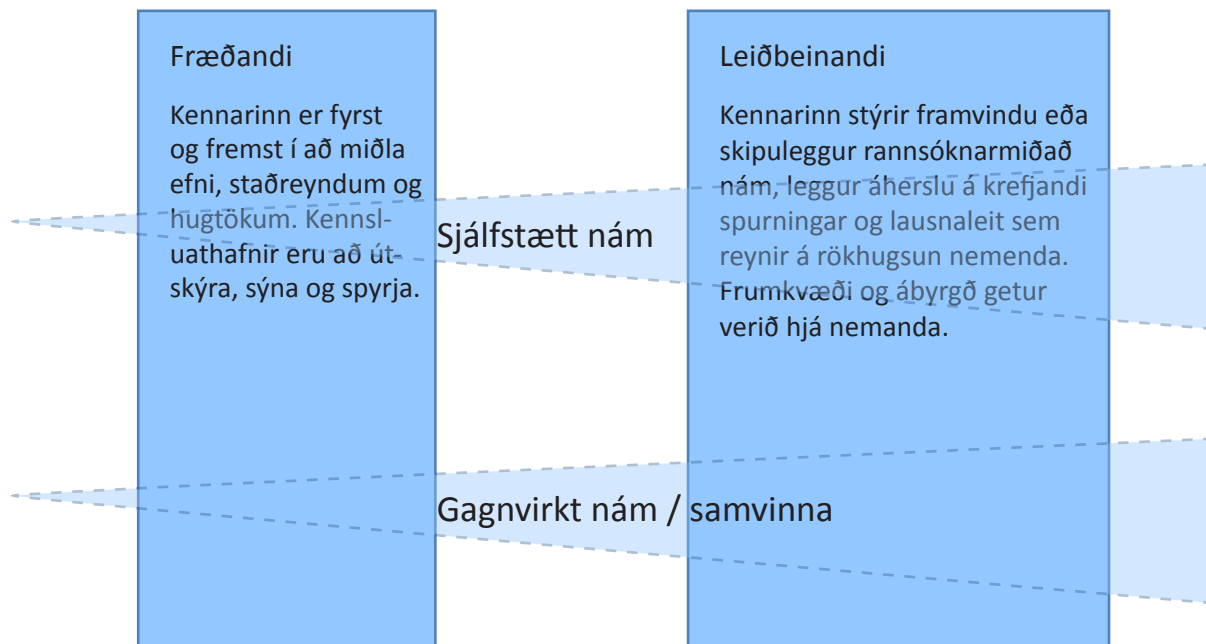 Fræðandi
Kennarinn er fyrst
og fremst í að miðla
efni, staðreyndum og
hugtökum. Kennsl-
uathafnir eru að út-
skýra, sýna og spyrja.
Leiðbeinandi
Kennarinn stýrir framvindu eða
skipuleggur rannsóknarmiðað
nám, leggur áherslu á krefjandi
spurningar og lausnaleit sem
reynir á rökhugsun nemenda.
Frumkvæði og ábyrgð getur
verið hjá nemanda.
Sjálfstætt nám
Gagnvirkt nám / samvinna